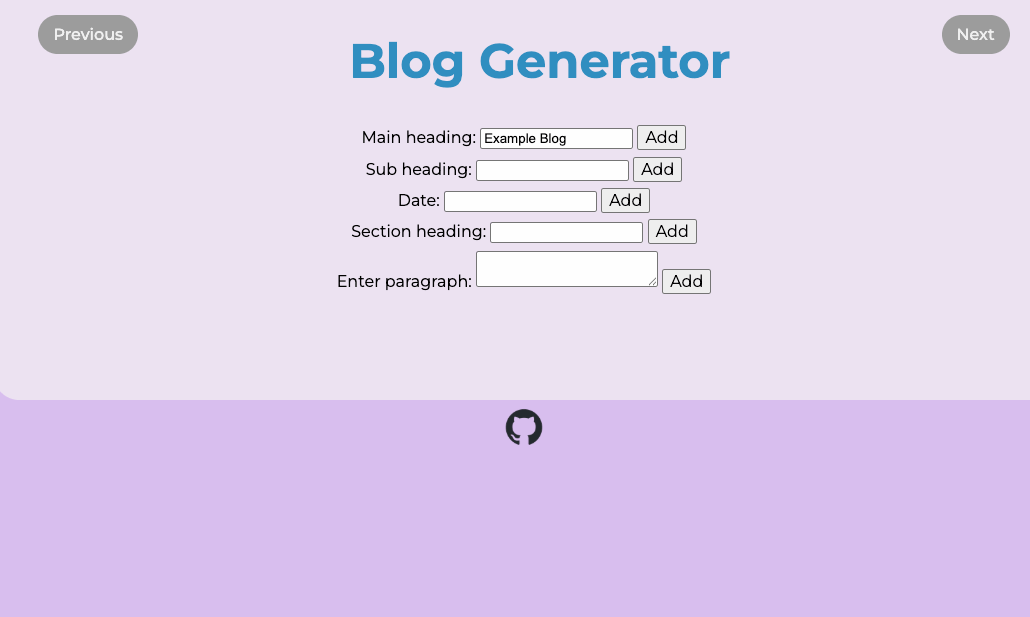 Previous
Next
Blog Generator
Main heading: Example Blog Add
Sub heading: Add
Date: Add
Section heading: Add
Enter paragraph: Add